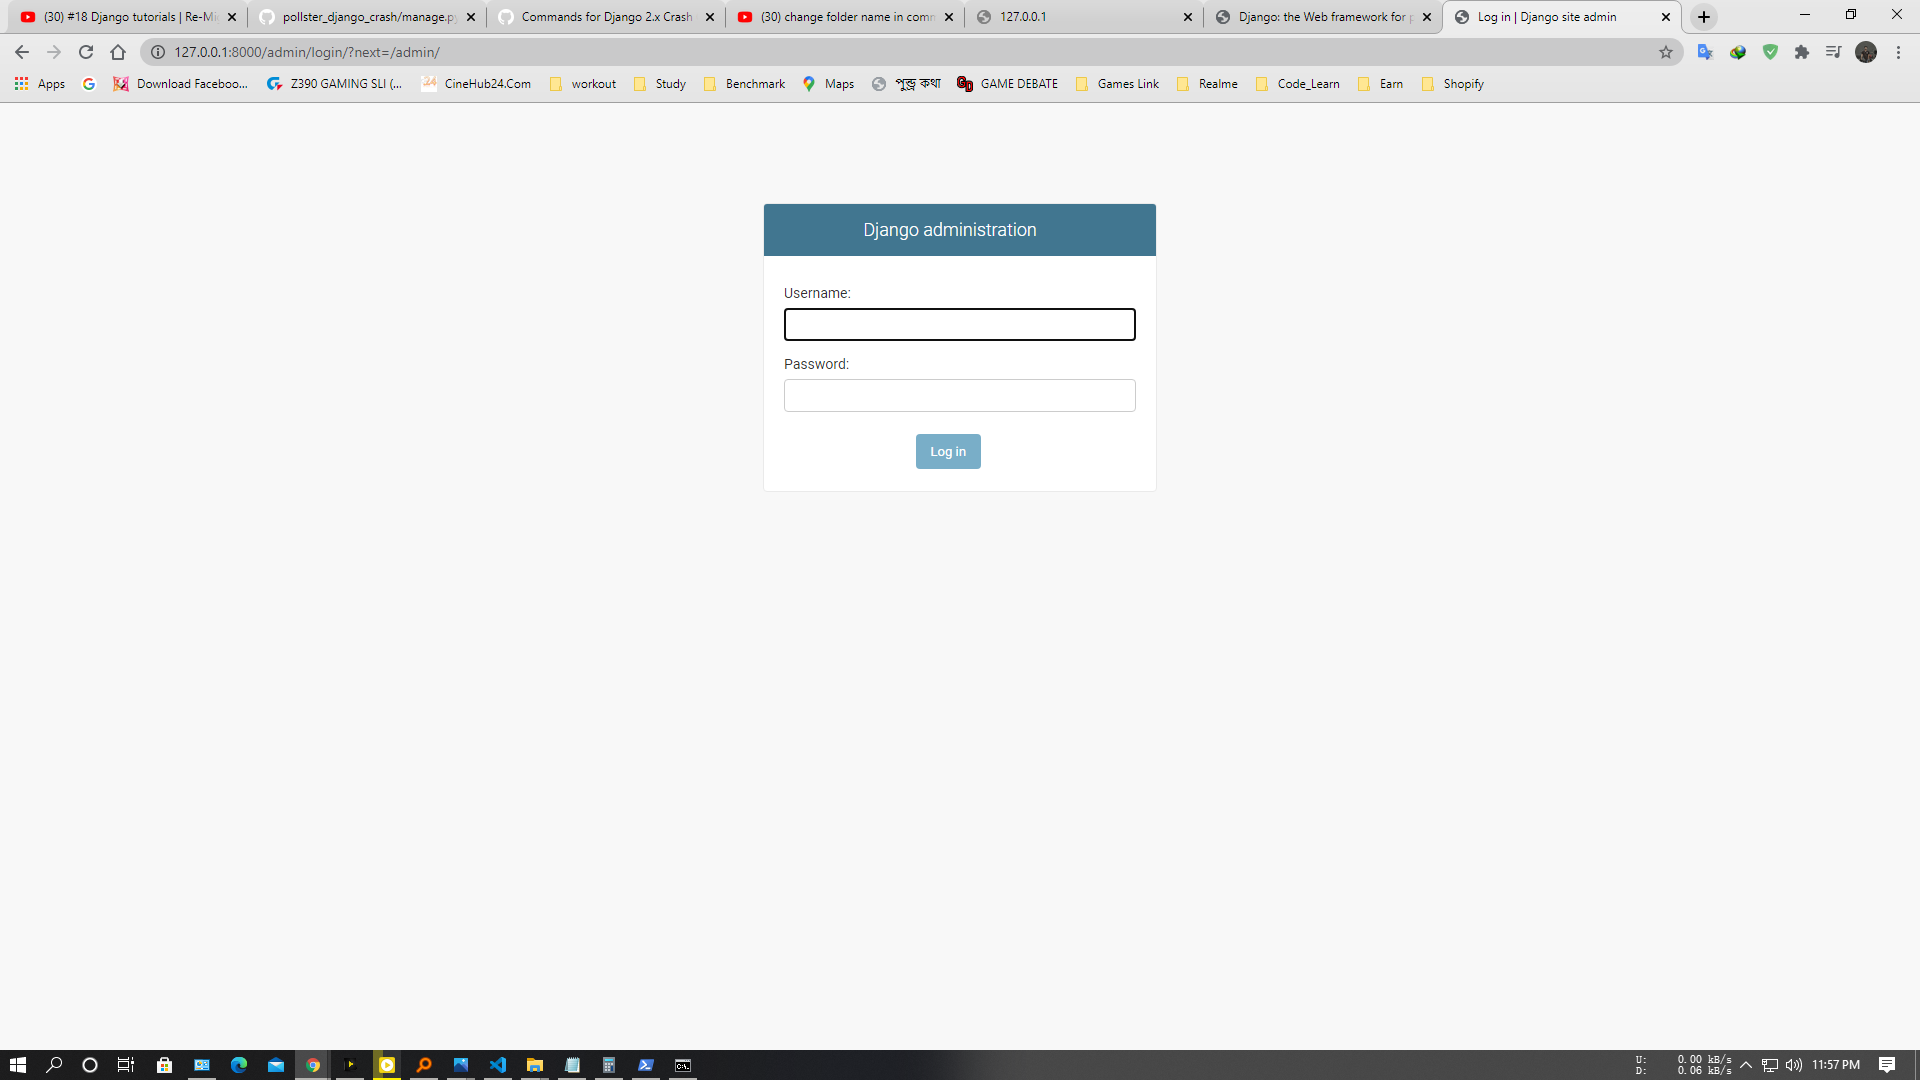 (30) #18 Django tutorials | Re-Mi
pollster_django_crash/manage.py
Commands for Django 2.x Crash
(30) change folder name in comm
127.0.0.1
Django: the Web framework for p
Log in | Django site admin
127.0.0.1:8000/admin/login/?next=/admin/
Apps
Download Faceboo...
Z390 GAMING SLI (...
CineHub24.Com
workout
Study
Benchmark
Maps
পুন্ড্র কথা
GAME DEBATE
Games Link
Realme
Code_Learn
Earn
Shopify
Django administration
Username:
Password:
Log in
U: 0.00 kB/s
D: 0.06 kB/s
11:57 PM